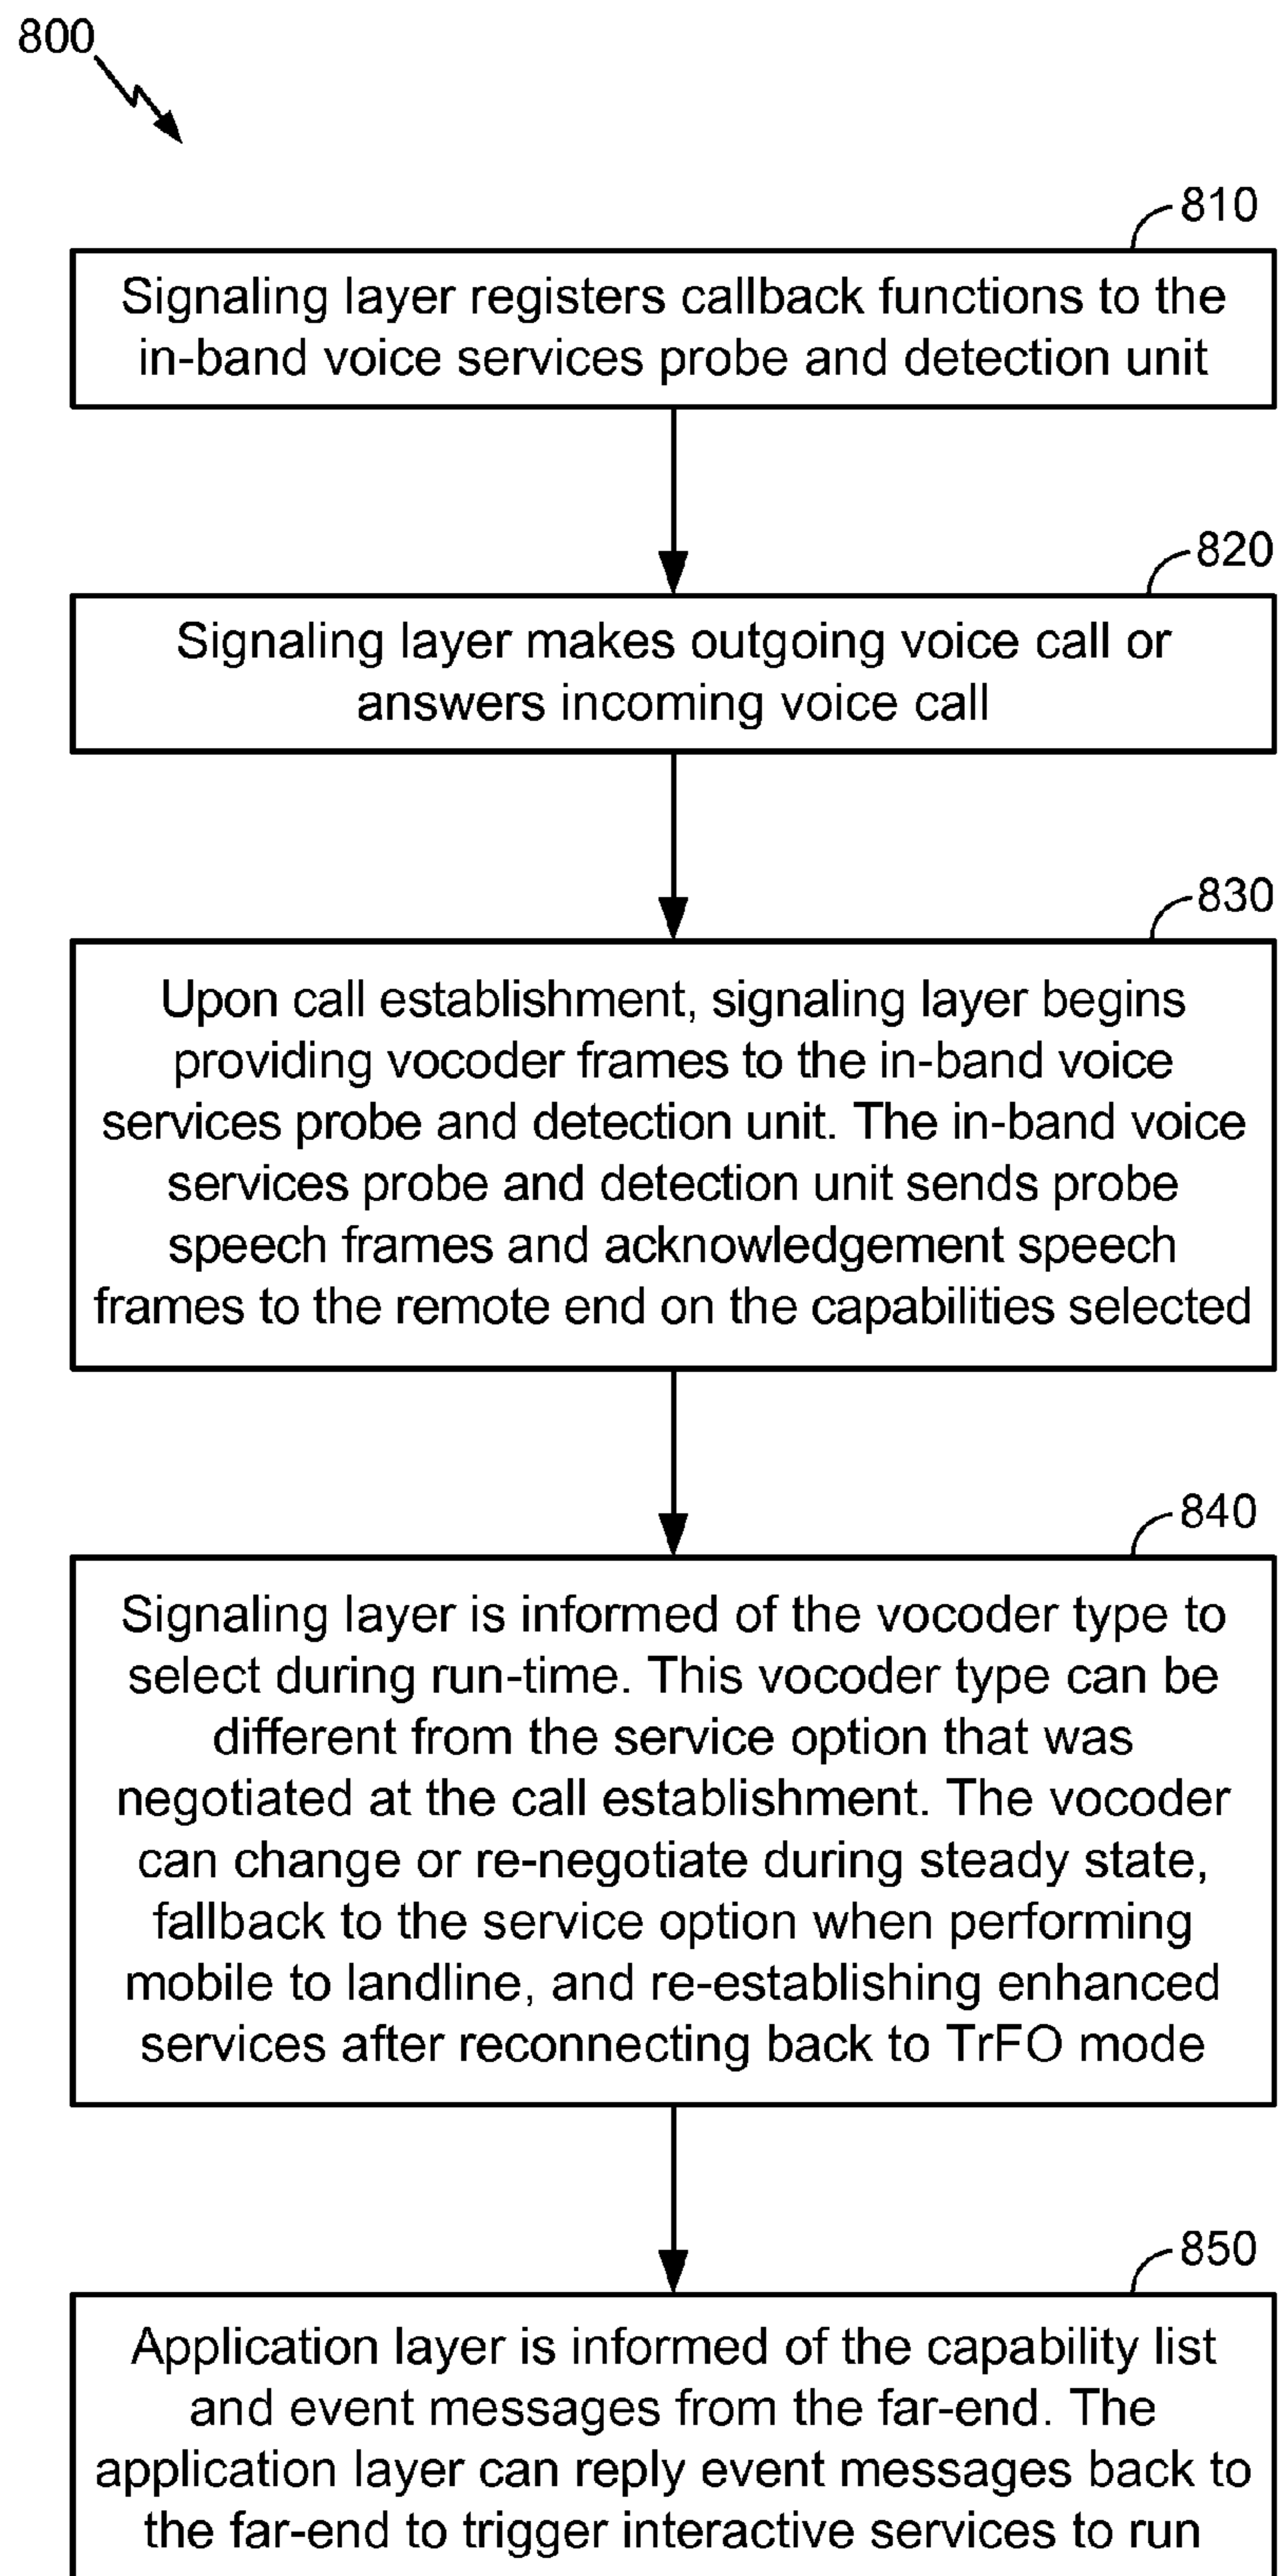 800
810
Signaling layer registers callback functions to the
in-band voice services probe and detection unit
820
Signaling layer makes outgoing voice call or
answers incoming voice call
830
Upon call establishment, signaling layer begins
providing vocoder frames to the in-band voice
services probe and detection unit. The in-band voice
services probe and detection unit sends probe
speech frames and acknowledgement speech
frames to the remote end on the capabilities selected
840
Signaling layer is informed of the vocoder type to
select during run-time. This vocoder type can be
different from the service option that was
negotiated at the call establishment. The vocoder
can change or re-negotiate during steady state,
fallback to the service option when performing
mobile to landline, and re-establishing enhanced
services after reconnecting back to TrFO mode
850
Application layer is informed of the capability list
and event messages from the far-end. The
application layer can reply event messages back to
the far-end to trigger interactive services to run